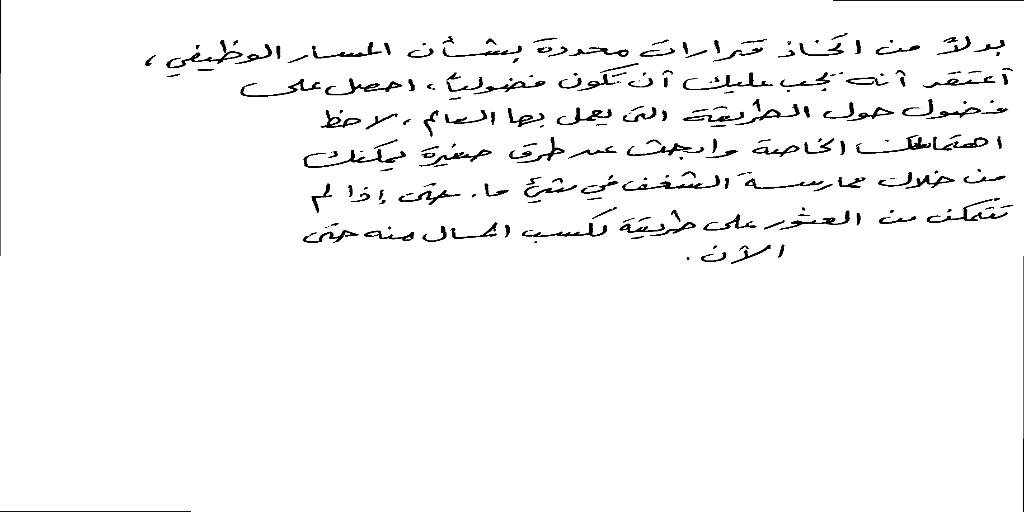 بدلاً من اتخاذ قرارات محددة بشأن المسار الوظيفي ،
أعتقد أنه يجب عليك أن تكون فضولياً ، احصل على
فضول حول الطريقة التي يعمل بها العالم ، لاحظ
اهتماماتك الخاصة وابحث عن طرق صغيرة يمكنك
من خلال ممارسة الشغف في شيئ ما . حتى إذا لم
تتمكن من العثور على طريقة لكسب المال منه حتى
الآن .